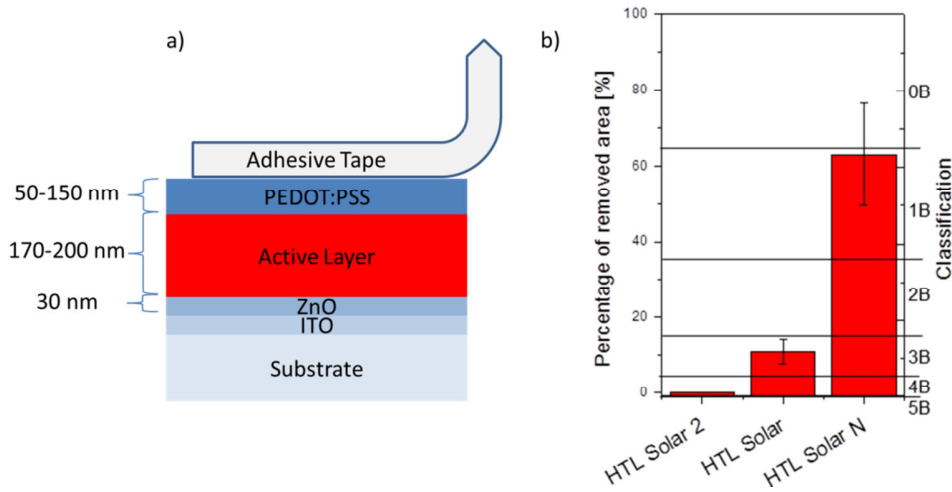 a)
Adhesive Tape
50-150 nm
PEDOT:PSS
170-200 nm
Active Layer
30 nm
ZnO
ITO
Substrate
b)
Percentage of removed area [%]
100
80
60
40
20
0
0B
1B
2B
3B
4B
5B
Classification
HTL Solar 2
HTL Solar
HTL Solar N